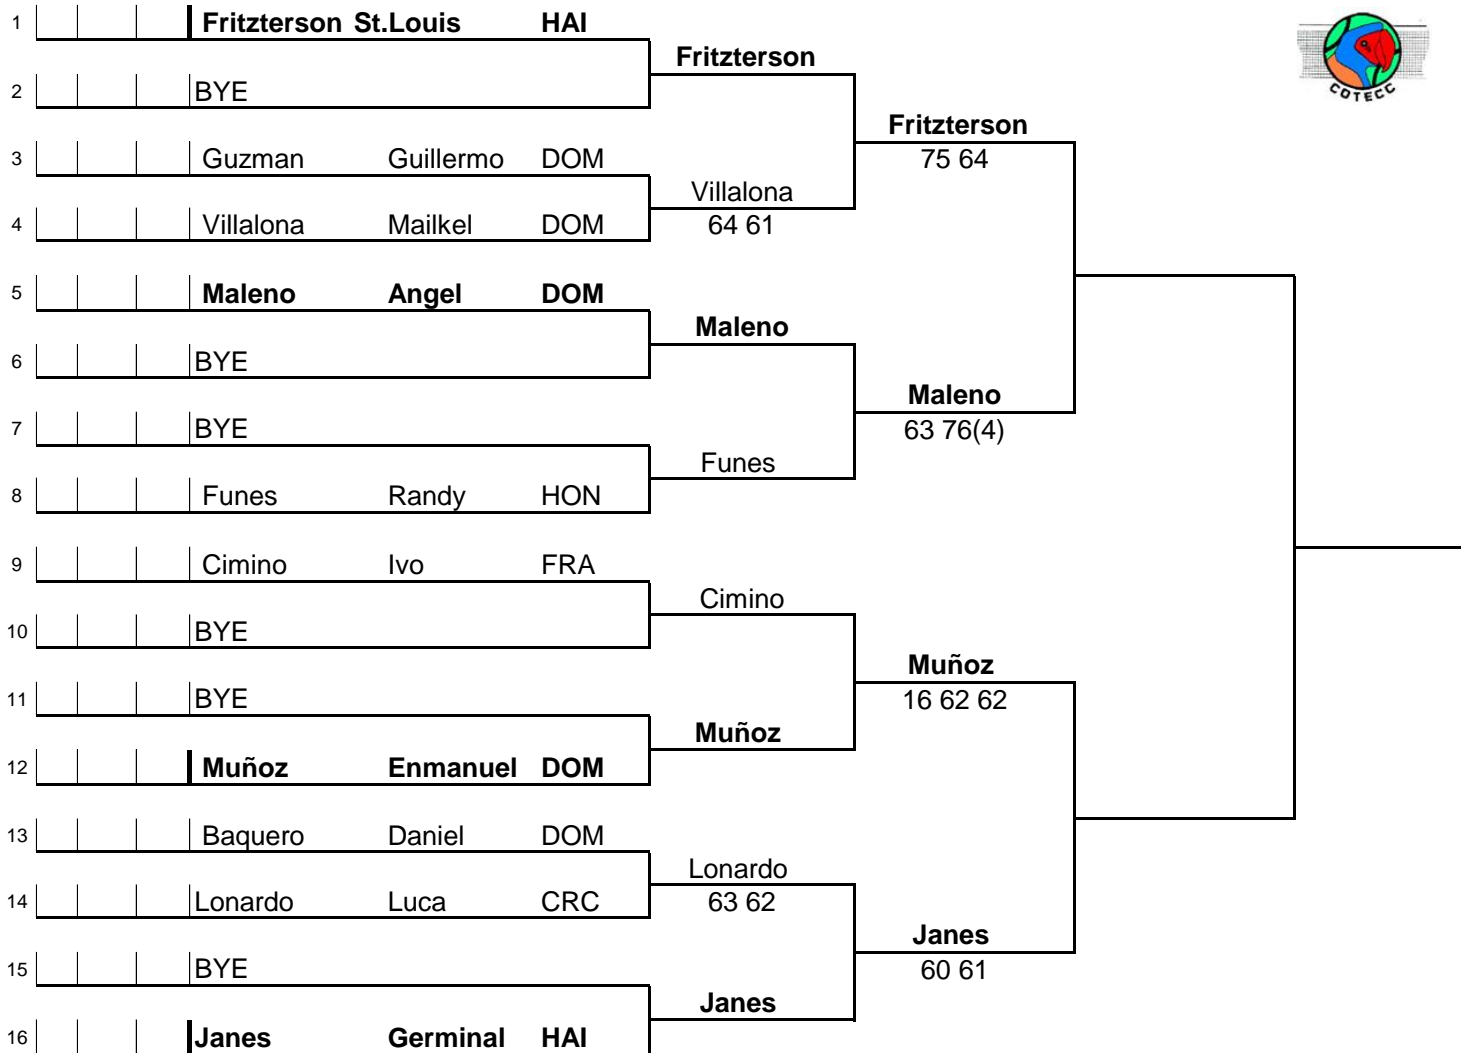 1 Fritzterson St.Louis HAI
Fritzterson
2 BYE
Fritzterson
75 64
3 Guzman Guillermo DOM
Villalona
64 61
4 Villalona Mailkel DOM
5 Maleno Angel DOM
Maleno
6 BYE
Maleno
63 76(4)
7 BYE
Funes
8 Funes Randy HON
9 Cimino Ivo FRA
Cimino
10 BYE
Muñoz
16 62 62
11 BYE
Muñoz
12 Muñoz Enmanuel DOM
13 Baquero Daniel DOM
Lonardo
63 62
14 Lonardo Luca CRC
Janes
60 61
15 BYE
Janes
16 Janes Germinal HAI
COTECC